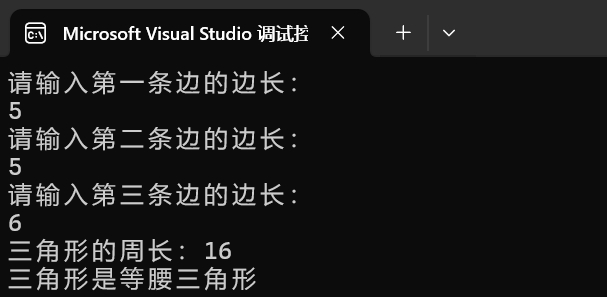 Microsoft Visual Studio 调试控
请输入第一条边的边长：
5
请输入第二条边的边长：
5
请输入第三条边的边长：
6
三角形的周长：16
三角形是等腰三角形